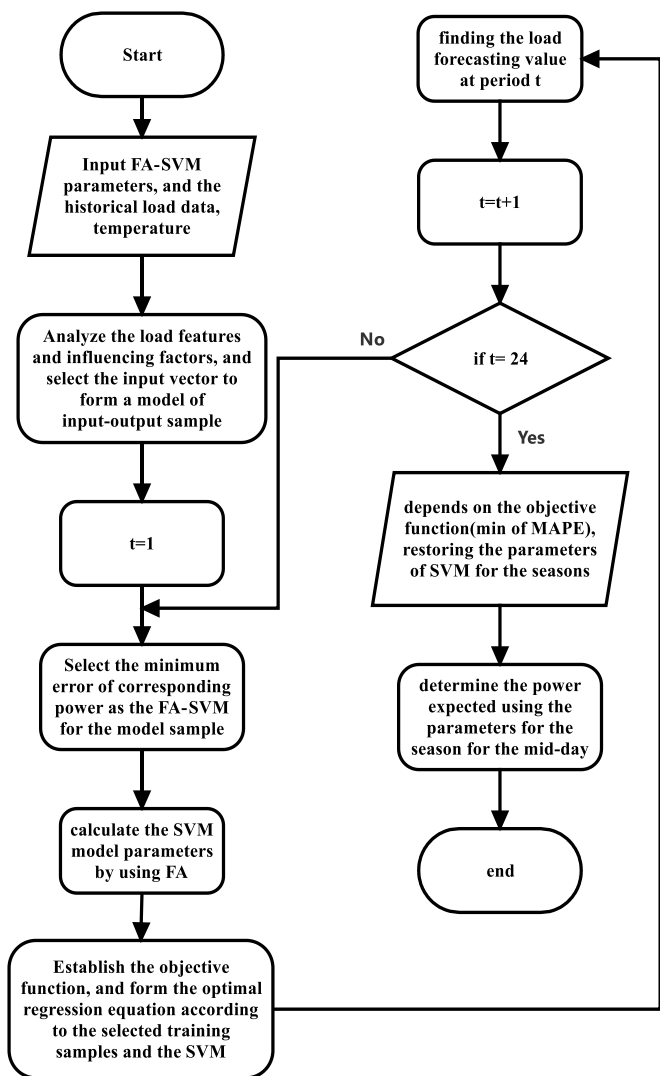 Start
Input FA-SVM
parameters, and the
historical load data,
temperature
Analyze the load features
and influencing factors, and
select the input vector to
form a model of
input-output sample
t=1
Select the minimum
error of corresponding
power as the FA-SVM
for the model sample
calculate the SVM
model parameters
by using FA
Establish the objective
function, and form the optimal
regression equation according
to the selected training
samples and the SVM
finding the load
forecasting value
at period t
t=t+1
if t= 24
No
Yes
depends on the objective
function(min of MAPE),
restoring the parameters
of SVM for the seasons
determine the power
expected using the
parameters for the
season for the mid-day
end